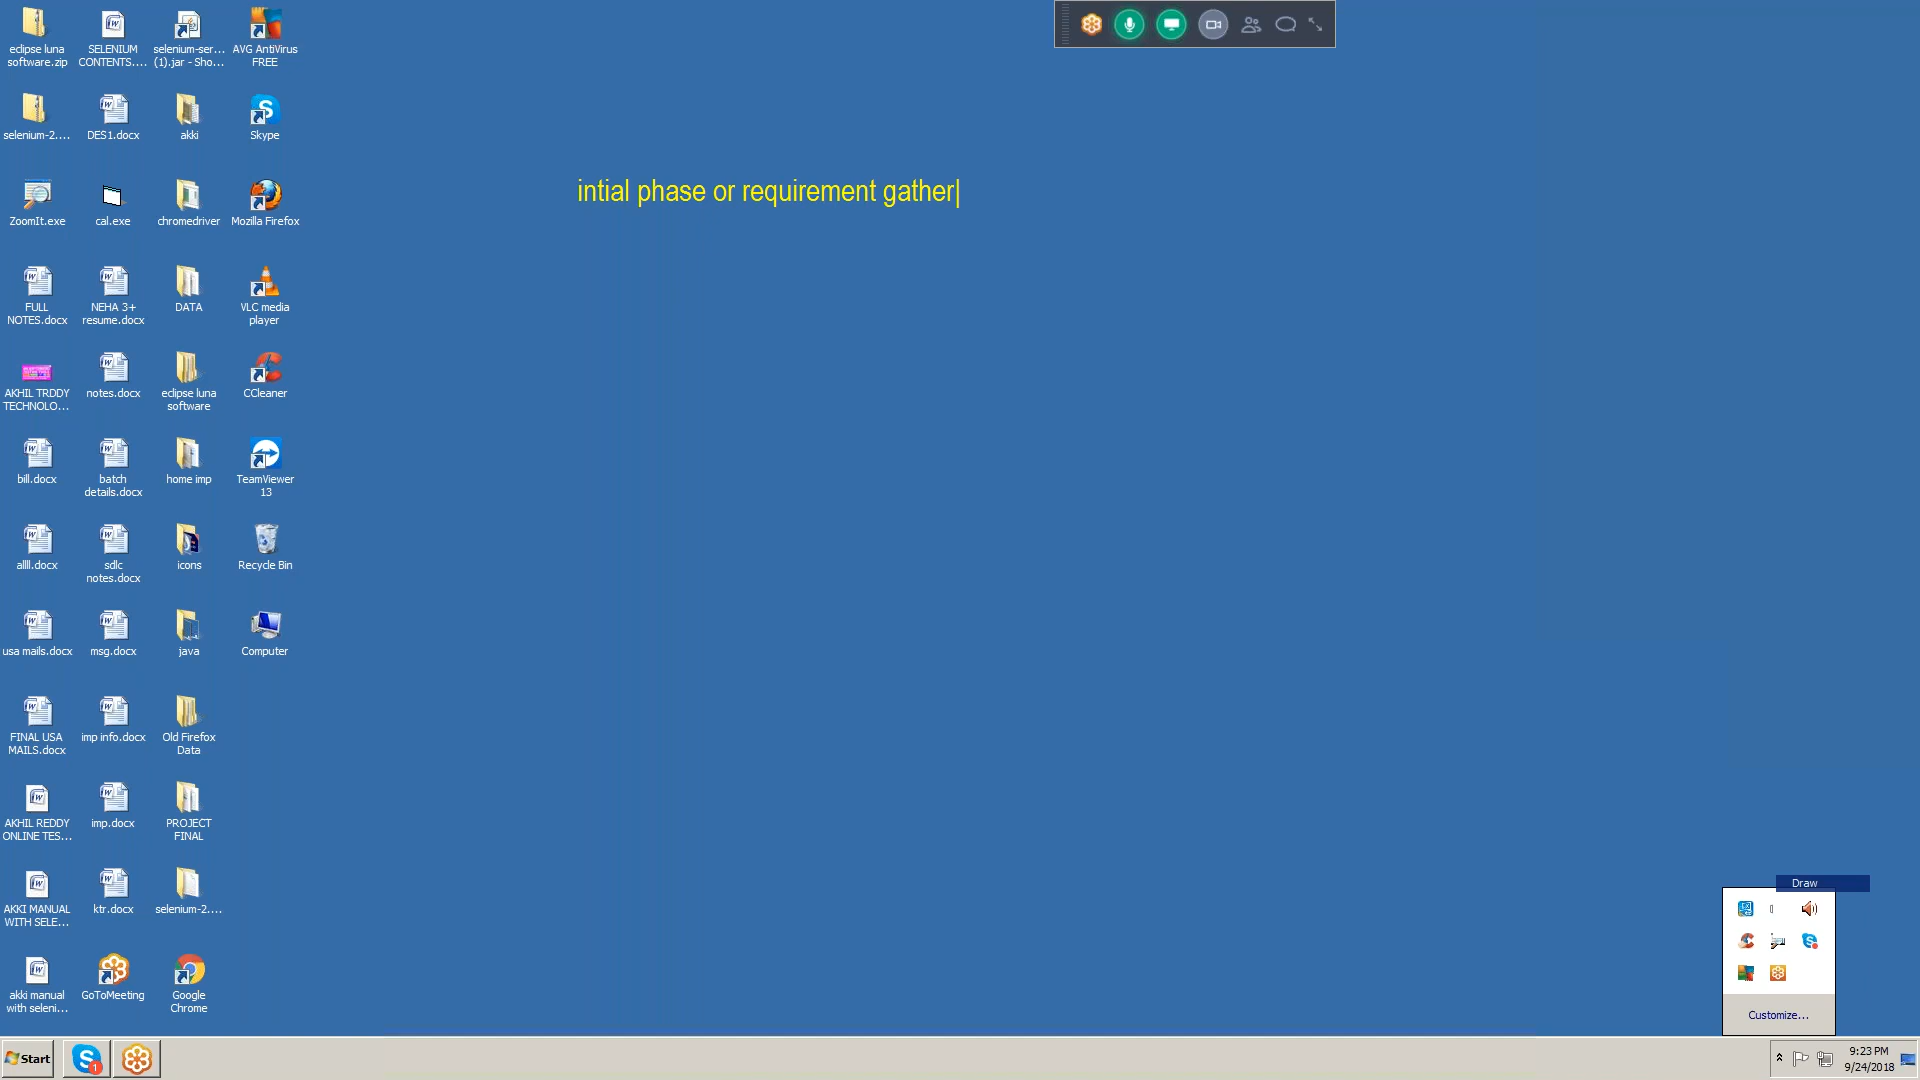 eclipse luna
software.zip
SELENIUM
CONTENTS....
selenium-ser...
(1).jar - Sho...
AVG AntiVirus
FREE
selenium-2....
DES1.docx
akki
Skype
intial phase or requirement gather
ZoomIt.exe
cal.exe
chromedriver
Mozilla Firefox
FULL
NOTES.docx
NEHA 3+
resume.docx
DATA
VLC media
player
AKHIL TRDDY
TECHNOLO...
notes.docx
eclipse luna
software
CCleaner
bill.docx
batch
details.docx
home imp
TeamViewer
13
allll.docx
sdlc
notes.docx
icons
Recycle Bin
usa mails.docx
msg.docx
java
Computer
FINAL USA
MAILS.docx
imp info.docx
Old Firefox
Data
AKHIL REDDY
ONLINE TES...
imp.docx
PROJECT
FINAL
AKKI MANUAL
WITH SELE...
ktr.docx
selenium-2....
akki manual
with seleni...
GoToMeeting
Google
Chrome
Draw
Customize...
Start
1
9:23 PM
9/24/2018